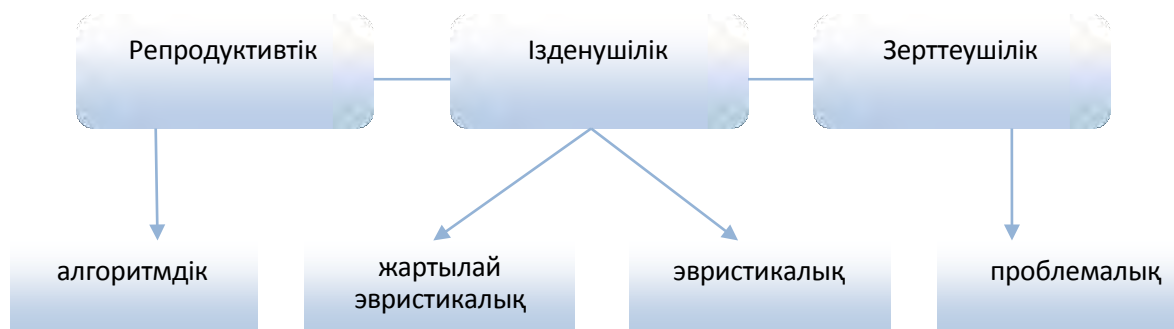 Репродуктивтік
Ізденушілік
Зерттеушілік
алгоритмдік
жартылай
эвристикалық
эвристикалық
проблемалық